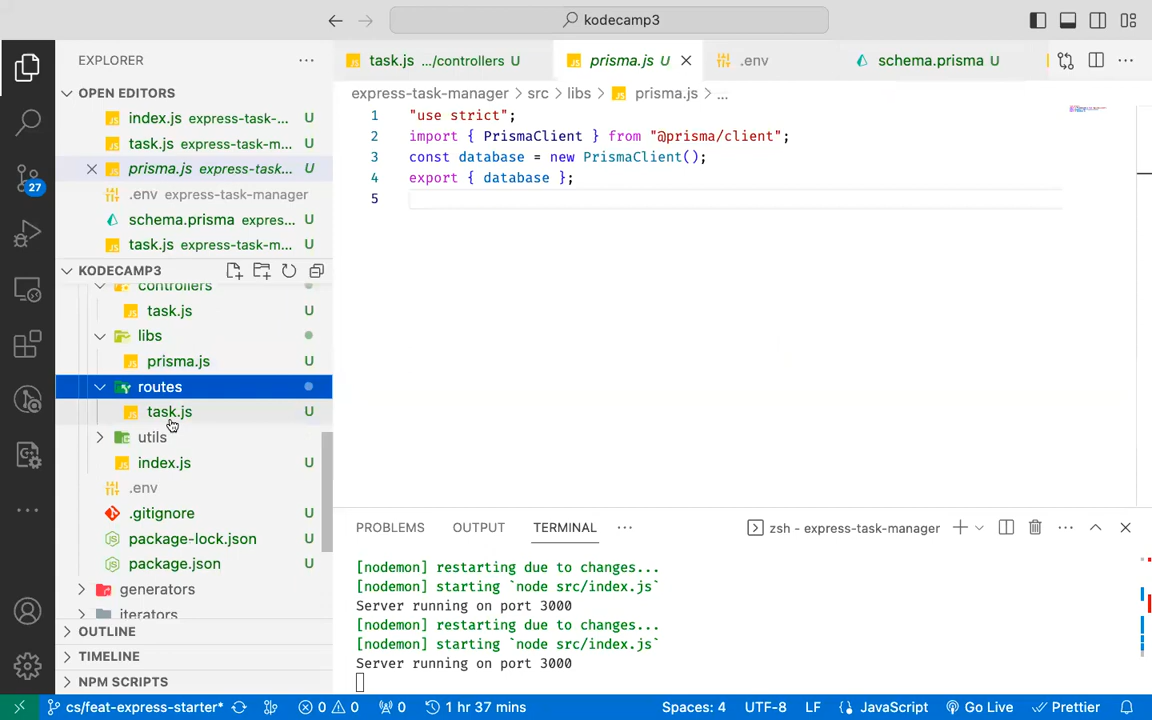 kodecamp3
EXPLORER
task.js .../controllers U
prisma.js U
.env
schema.prisma U
OPEN EDITORS
index.js express-task-... U
task.js express-task-m... U
prisma.js express-task... U
.env express-task-manager
schema.prisma expres... U
task.js express-task-m... U
KODECAMP3
controllers
task.js U
libs
prisma.js U
routes
task.js U
utils
index.js U
.env
.gitignore U
package-lock.json U
package.json U
generators
iterators
OUTLINE
TIMELINE
NPM SCRIPTS
express-task-manager > src > libs > prisma.js > ...
1 "use strict";
2 import { PrismaClient } from "@prisma/client";
3 const database = new PrismaClient();
4 export { database };
5
PROBLEMS OUTPUT TERMINAL ... zsh - express-task-manager
[nodemon] restarting due to changes...
[nodemon] starting `node src/index.js`
Server running on port 3000
[nodemon] restarting due to changes...
[nodemon] starting `node src/index.js`
Server running on port 3000
27
cs/feat-express-starter* 0 0 0 1 hr 37 mins Spaces: 4 UTF-8 LF JavaScript Go Live Prettier